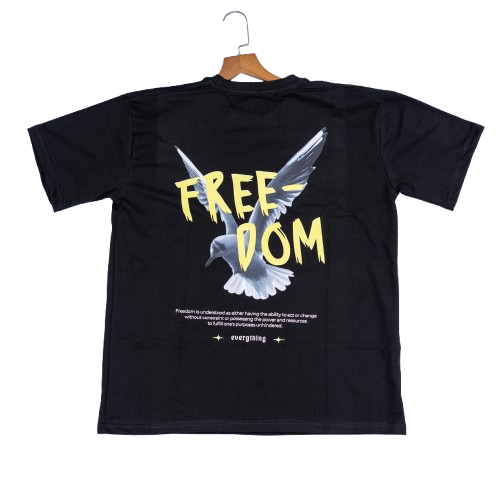 FREE-
DOM
Freedom is understood as either having the ability to act or change
without constraint or possessing the power and resources
to fulfill one's purposes unhindered.
everything